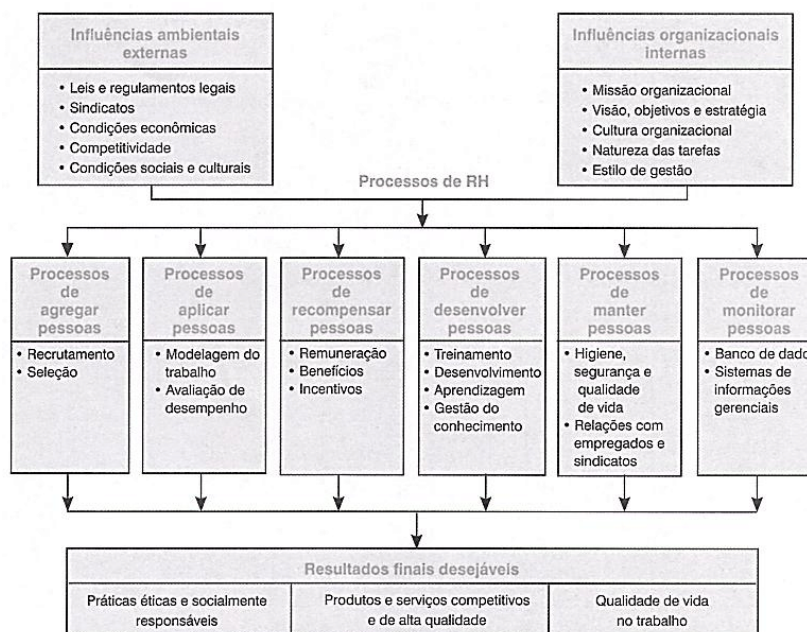 Influências ambientais
externas
• Leis e regulamentos legais
• Sindicatos
• Condições econômicas
• Competitividade
• Condições sociais e culturais
Influências organizacionais
internas
• Missão organizacional
• Visão, objetivos e estratégia
• Cultura organizacional
• Natureza das tarefas
• Estilo de gestão
Processos de RH
Processos
de
agregar
pessoas
• Recrutamento
• Seleção
Processos
de
aplicar
pessoas
• Modelagem do
trabalho
• Avaliação de
desempenho
Processos
de
recompensar
pessoas
• Remuneração
• Benefícios
• Incentivos
Processos
de
desenvolver
pessoas
• Treinamento
• Desenvolvimento
• Aprendizagem
• Gestão do
conhecimento
Processos
de
manter
pessoas
• Higiene,
segurança e
qualidade
de vida
• Relações com
empregados e
sindicatos
Processos
de
monitorar
pessoas
• Banco de dado
• Sistemas de
informações
gerenciais
Resultados finais desejáveis
Práticas éticas e socialmente
responsáveis
Produtos e serviços competitivos
e de alta qualidade
Qualidade de vida
no trabalho